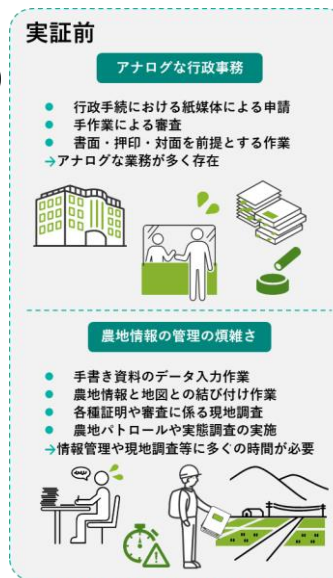 実証前
アナログな行政事務
● 行政手続における紙媒体による申請
● 手作業による審査
● 書面・押印・対面を前提とする作業
→アナログな業務が多く存在
農地情報の管理の煩雑さ
● 手書き資料のデータ入力作業
● 農地情報と地図との結び付け作業
● 各種証明や審査に係る現地調査
● 農地パトロールや実態調査の実施
→情報管理や現地調査等に多くの時間が必要